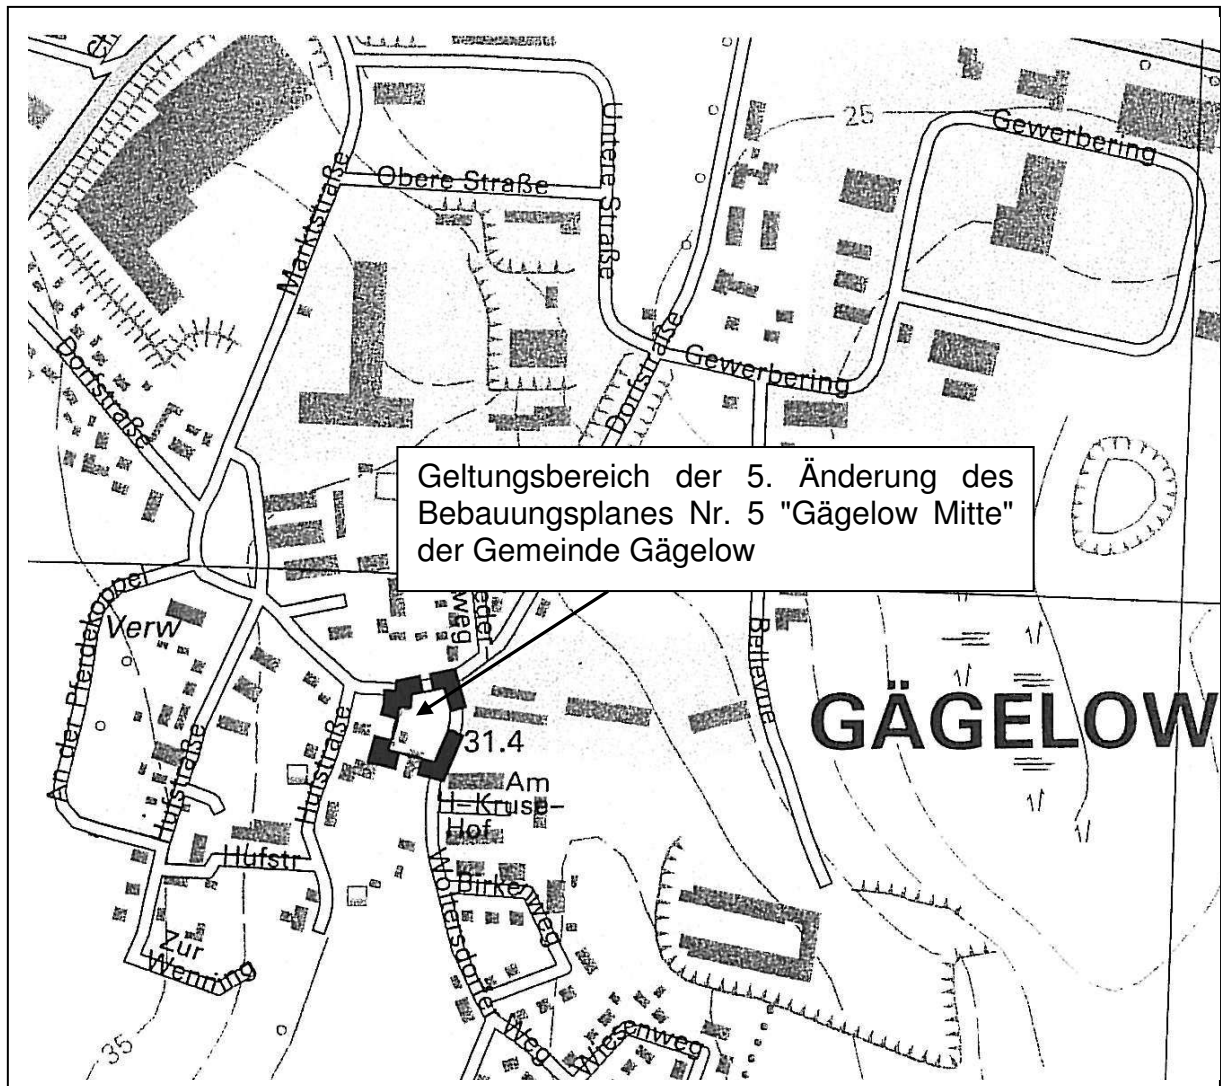 Untere Straße
25
Gewerbering
Obere Straße
Marktstraße
Dorfstraße
Dorfstraße
Gewerbering
Geltungsbereich der 5. Änderung des
Bebauungsplanes Nr. 5 "Gägelow Mitte"
der Gemeinde Gägelow
An der Pferdekoppel
Verw
weg
Bellevue
GÄGELOW
31.4
Hufstraße
Hufstraße
Am
H-Kruse-
Hof
Hufstr
Birkenweg
Woltersdorfer Weg
Zur
Wiesenweg
35